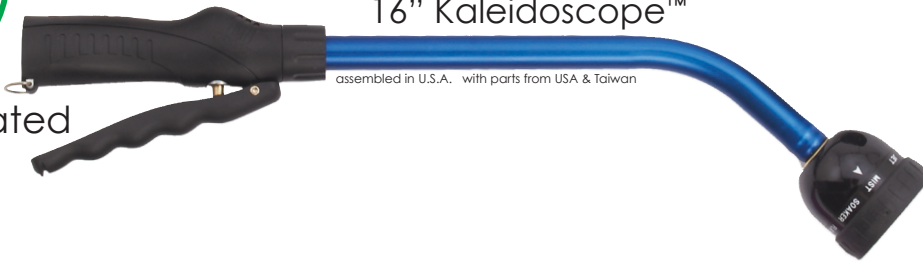 16” Kaleidoscope™
assembled in U.S.A. with parts from USA & Taiwan
ated
MIST
SOAKER